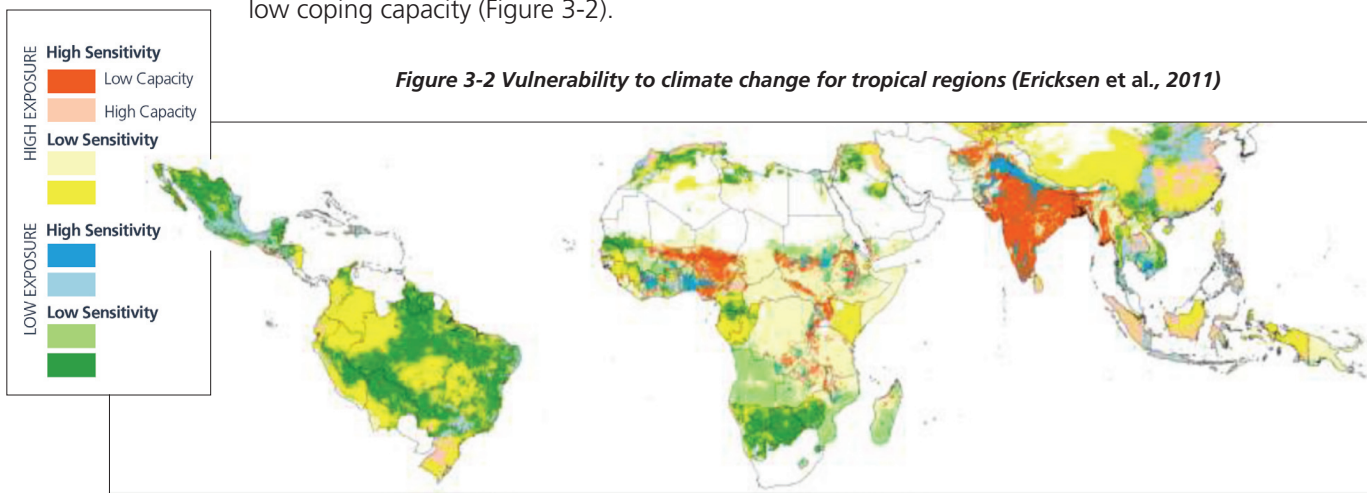 low coping capacity (Figure 3-2).
Figure 3-2 Vulnerability to climate change for tropical regions (Ericksen et al., 2011)
HIGH EXPOSURE
High Sensitivity
Low Capacity
High Capacity
Low Sensitivity
LOW EXPOSURE
High Sensitivity
Low Sensitivity